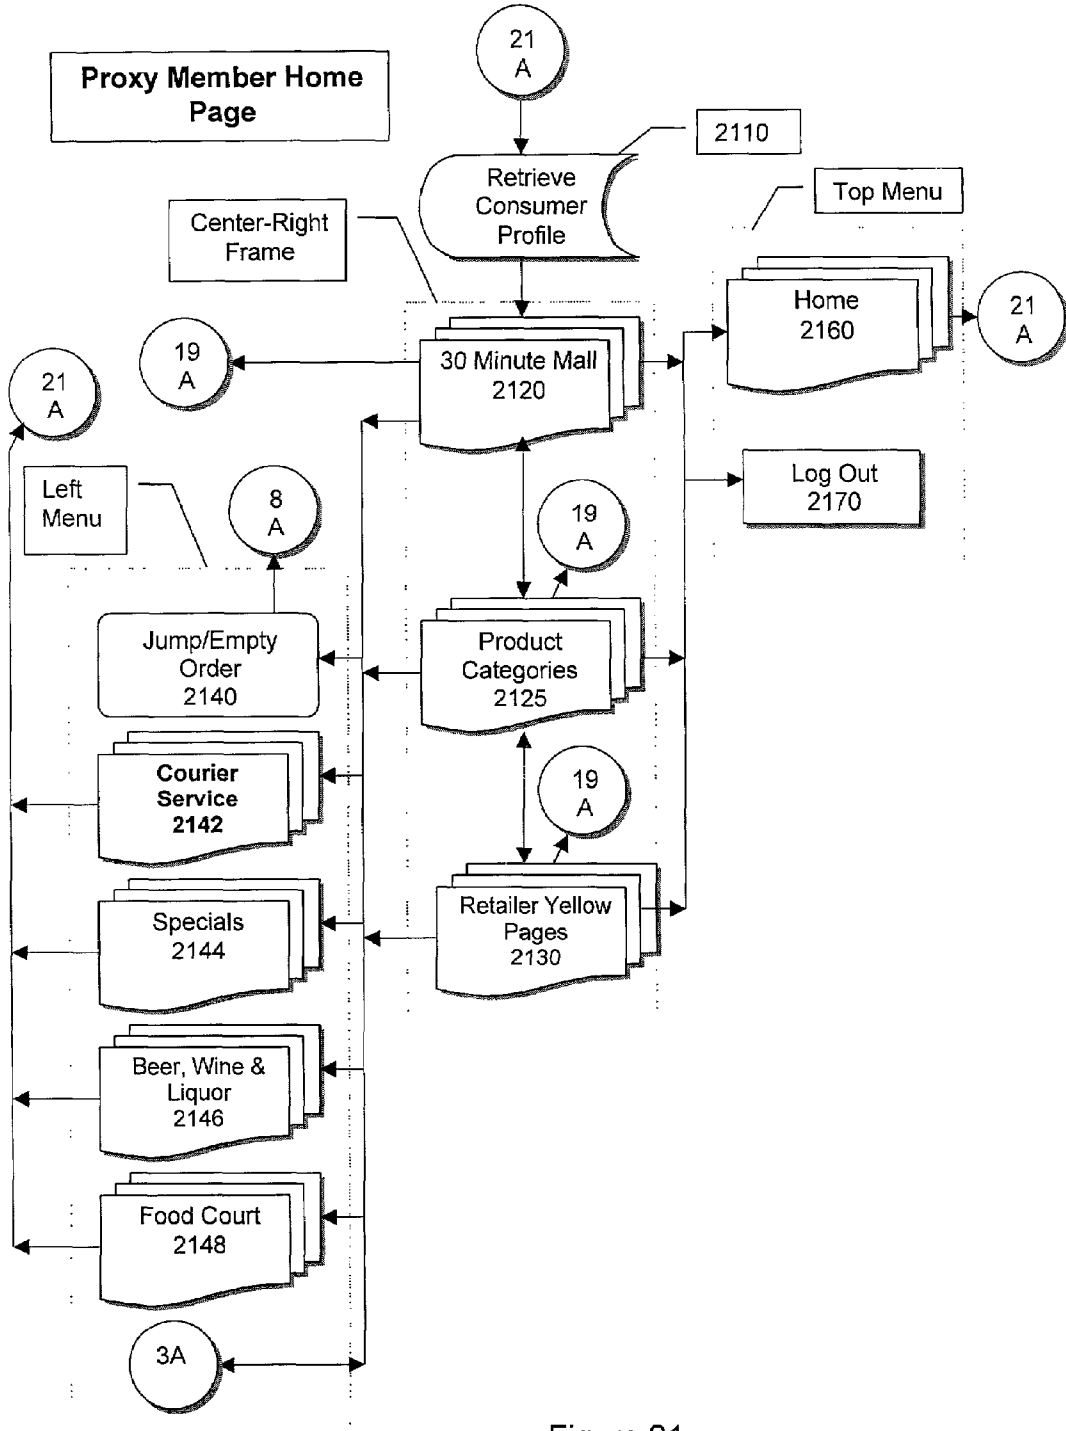 21
A
Proxy Member Home
Page
2110
Retrieve
Consumer
Profile
Top Menu
Center-Right
Frame
Home
2160
21
A
19
A
30 Minute Mall
2120
21
A
Left
Menu
8
A
Log Out
2170
19
A
Jump/Empty
Order
2140
Product
Categories
2125
Courier
Service
2142
19
A
Specials
2144
Retailer Yellow
Pages
2130
Beer, Wine &
Liquor
2146
Food Court
2148
3A